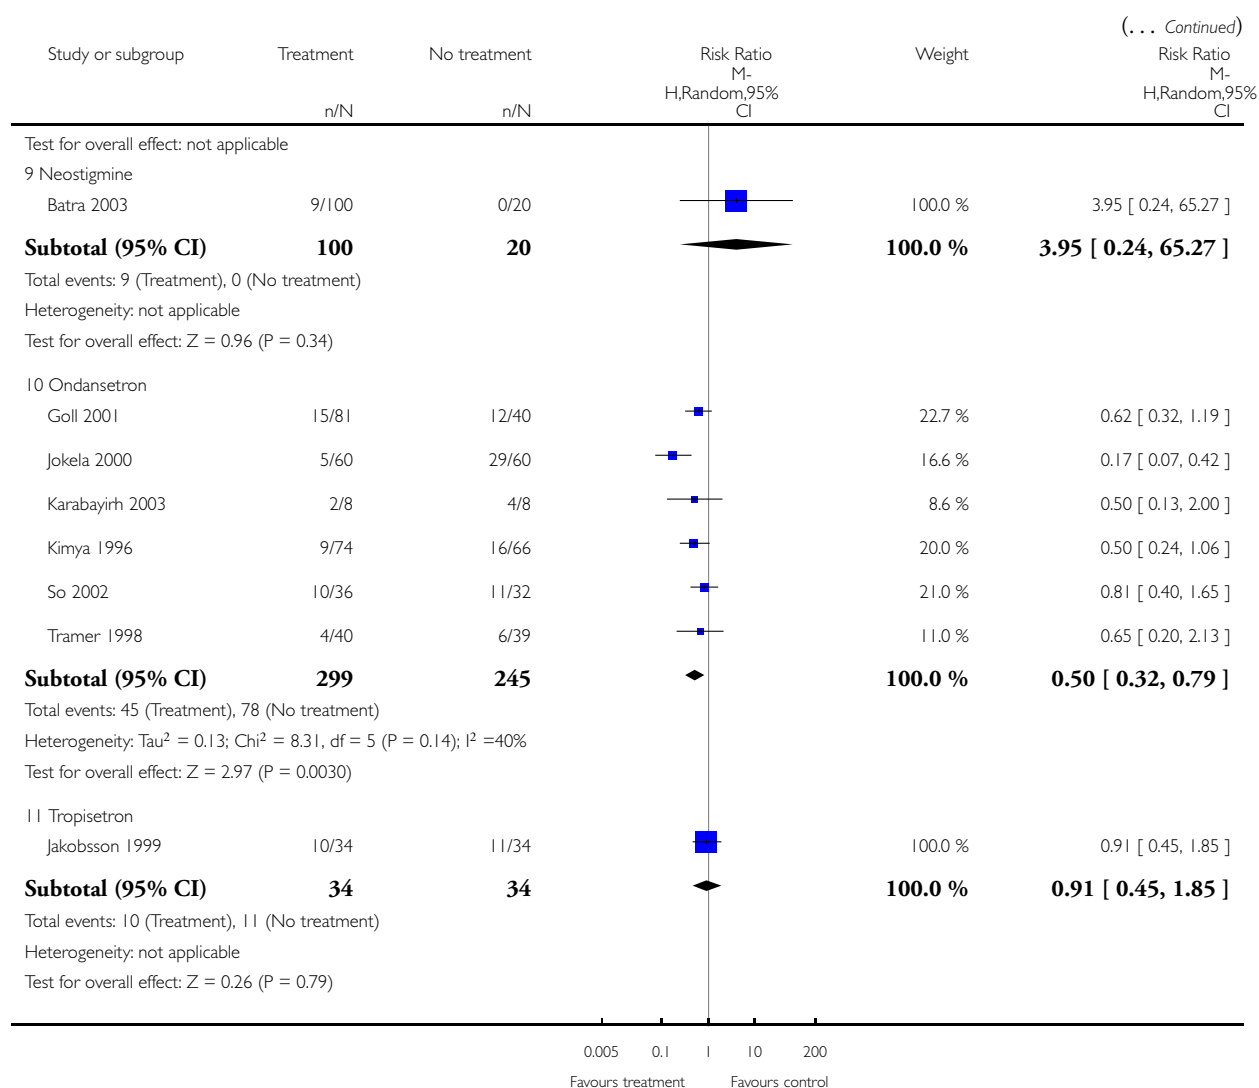 (... Continued)
Study or subgroup Treatment No treatment Risk Ratio Weight Risk Ratio
M- M-
H,Random,95% H,Random,95%
n/N n/N CI CI
Test for overall effect: not applicable
9 Neostigmine
Batra 2003 9/100 0/20 100.0 % 3.95 [ 0.24, 65.27 ]
Subtotal (95% CI) 100 20 100.0 % 3.95 [ 0.24, 65.27 ]
Total events: 9 (Treatment), 0 (No treatment)
Heterogeneity: not applicable
Test for overall effect: Z = 0.96 (P = 0.34)
10 Ondansetron
Goll 2001 15/81 12/40 22.7 % 0.62 [ 0.32, 1.19 ]
Jokela 2000 5/60 29/60 16.6 % 0.17 [ 0.07, 0.42 ]
Karabayirh 2003 2/8 4/8 8.6 % 0.50 [ 0.13, 2.00 ]
Kimya 1996 9/74 16/66 20.0 % 0.50 [ 0.24, 1.06 ]
So 2002 10/36 11/32 21.0 % 0.81 [ 0.40, 1.65 ]
Tramer 1998 4/40 6/39 11.0 % 0.65 [ 0.20, 2.13 ]
Subtotal (95% CI) 299 245 100.0 % 0.50 [ 0.32, 0.79 ]
Total events: 45 (Treatment), 78 (No treatment)
Heterogeneity: Tau² = 0.13; Chi² = 8.31, df = 5 (P = 0.14); I² =40%
Test for overall effect: Z = 2.97 (P = 0.0030)
11 Tropisetron
Jakobsson 1999 10/34 11/34 100.0 % 0.91 [ 0.45, 1.85 ]
Subtotal (95% CI) 34 34 100.0 % 0.91 [ 0.45, 1.85 ]
Total events: 10 (Treatment), 11 (No treatment)
Heterogeneity: not applicable
Test for overall effect: Z = 0.26 (P = 0.79)
0.005 0.1 1 10 200
Favours treatment Favours control